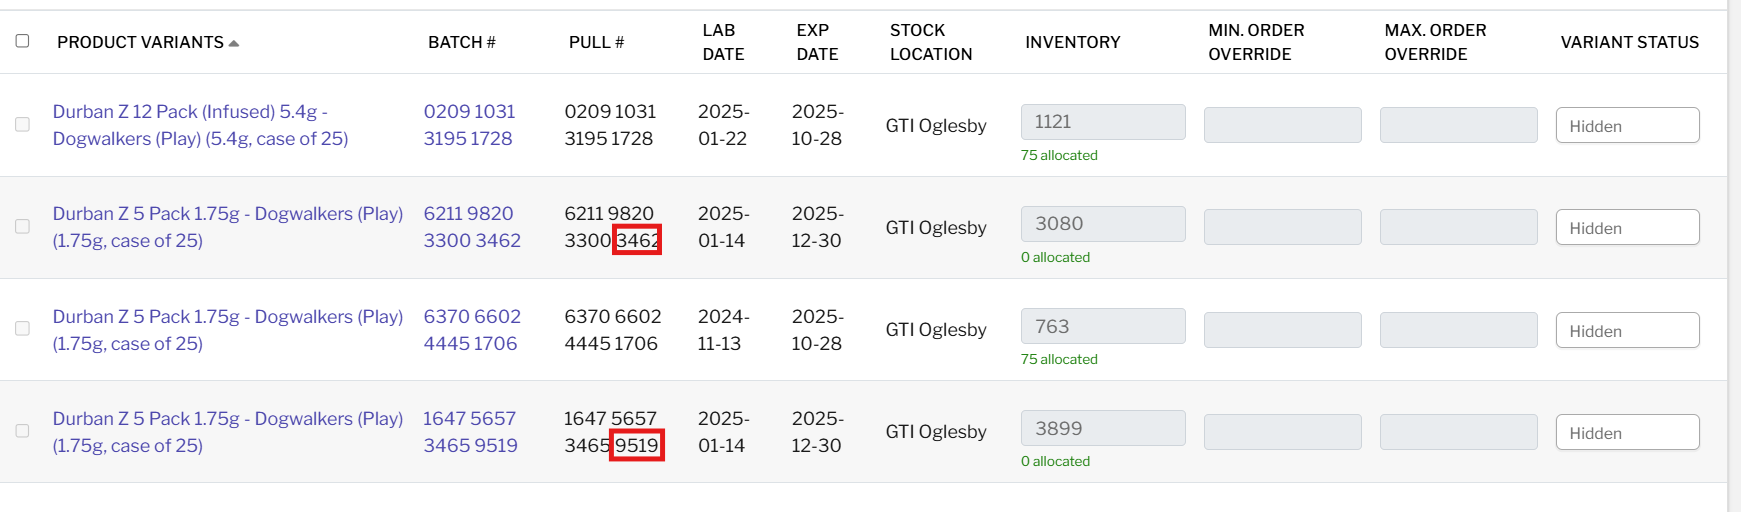 PRODUCT VARIANTS BATCH # PULL # LAB DATE EXP DATE STOCK LOCATION INVENTORY MIN. ORDER OVERRIDE MAX. ORDER OVERRIDE VARIANT STATUS
Durban Z 12 Pack (Infused) 5.4g - 0209 1031 0209 1031 2025- 2025- GTI Oglesby 1121 Hidden
Dogwalkers (Play) (5.4g, case of 25) 3195 1728 3195 1728 01-22 10-28
75 allocated
Durban Z 5 Pack 1.75g - Dogwalkers (Play) 6211 9820 6211 9820 2025- 2025- GTI Oglesby 3080 Hidden
(1.75g, case of 25) 3300 3462 3300 3462 01-14 12-30
0 allocated
Durban Z 5 Pack 1.75g - Dogwalkers (Play) 6370 6602 6370 6602 2024- 2025- GTI Oglesby 763 Hidden
(1.75g, case of 25) 4445 1706 4445 1706 11-13 10-28
75 allocated
Durban Z 5 Pack 1.75g - Dogwalkers (Play) 1647 5657 1647 5657 2025- 2025- GTI Oglesby 3899 Hidden
(1.75g, case of 25) 3465 9519 3465 9519 01-14 12-30
0 allocated